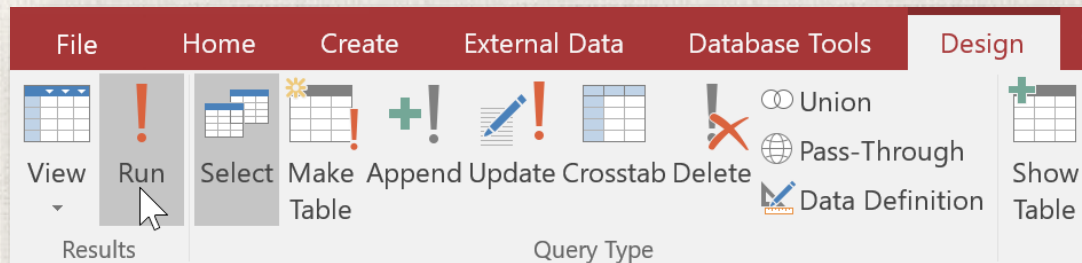 File Home Create External Data Database Tools Design
View Run Select Make Table Append Update Crosstab Delete Union
Pass-Through
Data Definition
Show Table
Results Query Type